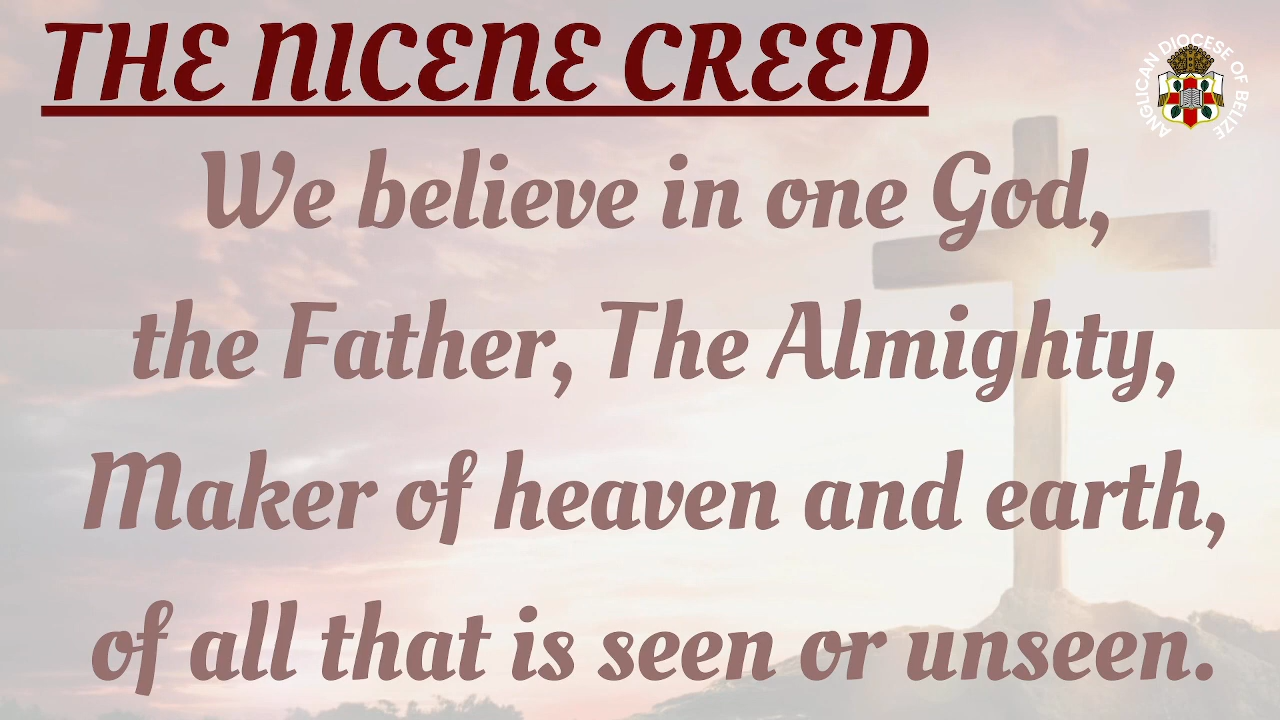 THE NICENE CREED
ANGLICAN DIOCESE OF BELIZE
We believe in one God,
the Father, The Almighty,
Maker of heaven and earth,
of all that is seen or unseen.